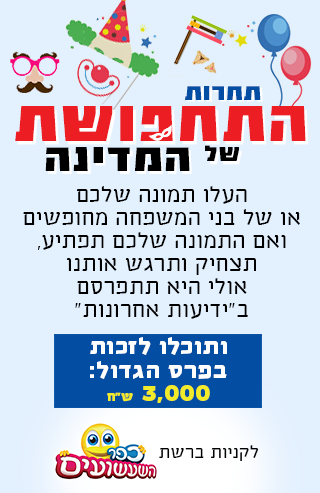 תחרות
התחפושת
של המדינה
העלו תמונה שלכם
או של בני המשפחה מחופשים
ואם התמונה שלכם תפתיע,
תצחיק ותרגש אותנו
אולי היא תתפרסם
ב"ידיעות אחרונות"
ותוכלו לזכות
בפרס הגדול:
3,000 ש"ח
לקניות ברשת
כפר
השעשועים